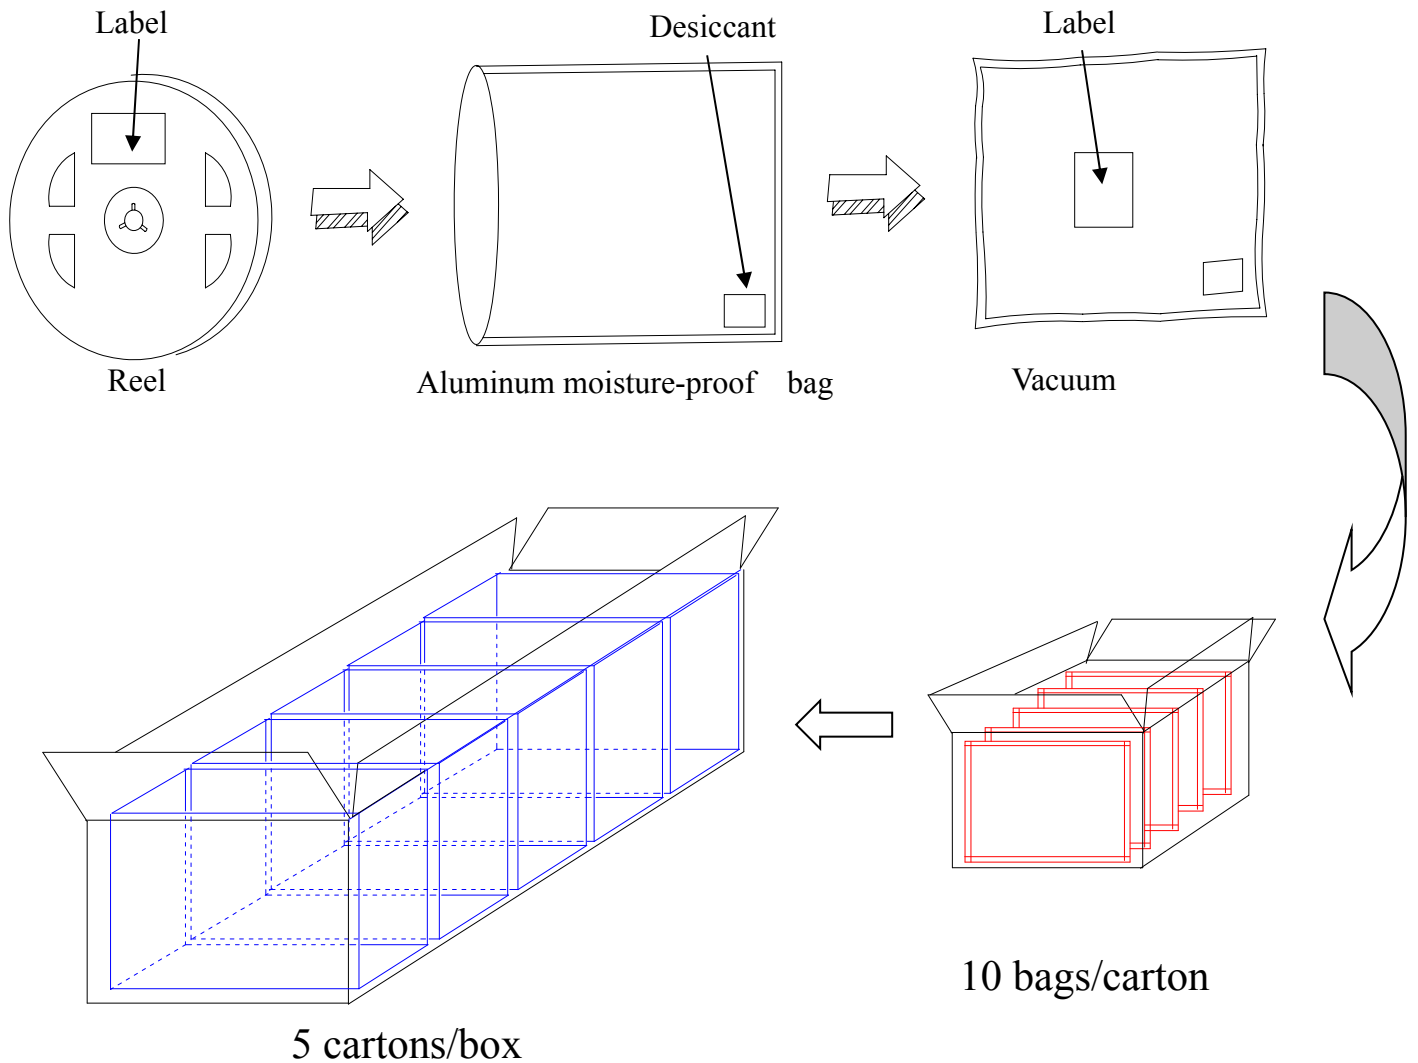 Label
Desiccant
Label
Reel
Aluminum moisture-proof bag
Vacuum
10 bags/carton
5 cartons/box